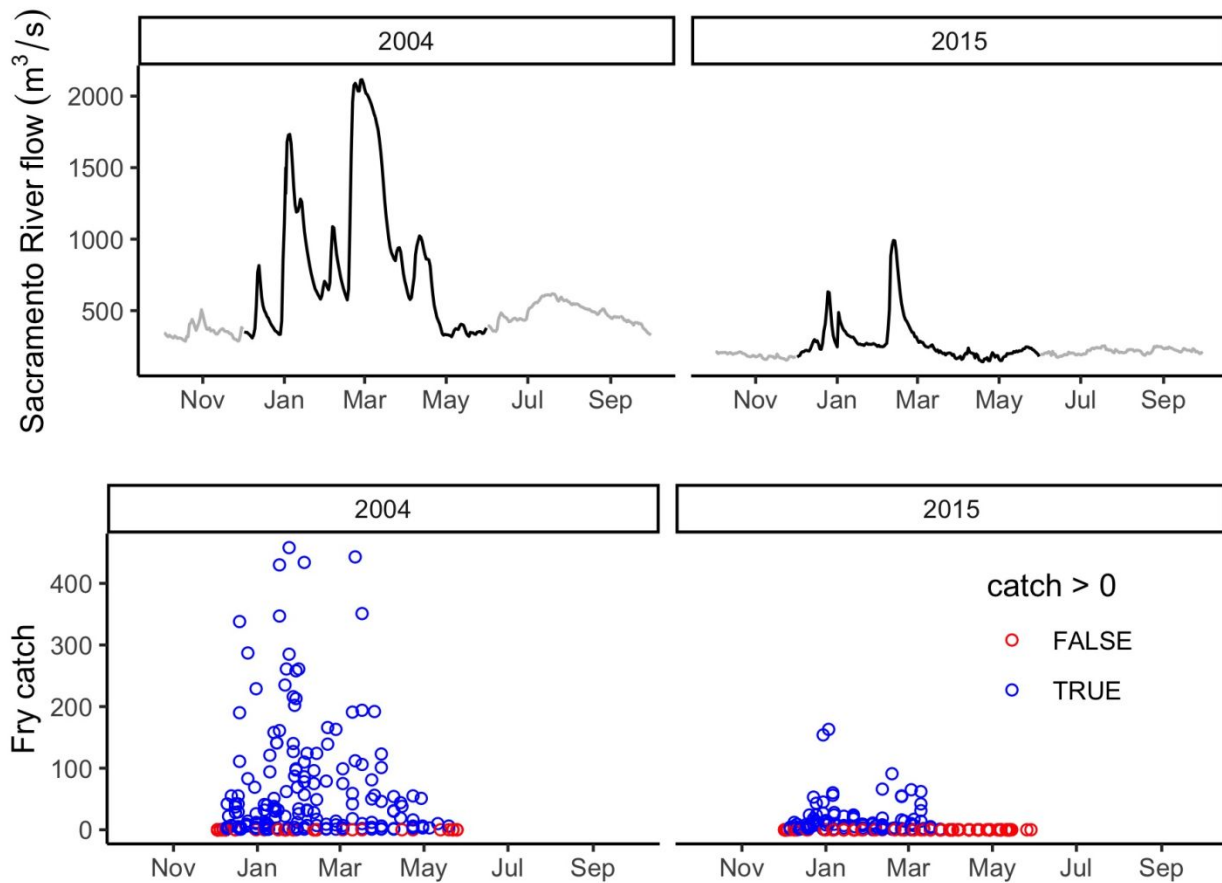 2004 2015
Sacramento River flow (m³/s)
2000
1500
1000
500
Nov Jan Mar May Jul Sep Nov Jan Mar May Jul Sep
2004 2015
Fry catch
400
300
200
100
0
catch > 0
FALSE
TRUE
Nov Jan Mar May Jul Sep Nov Jan Mar May Jul Sep